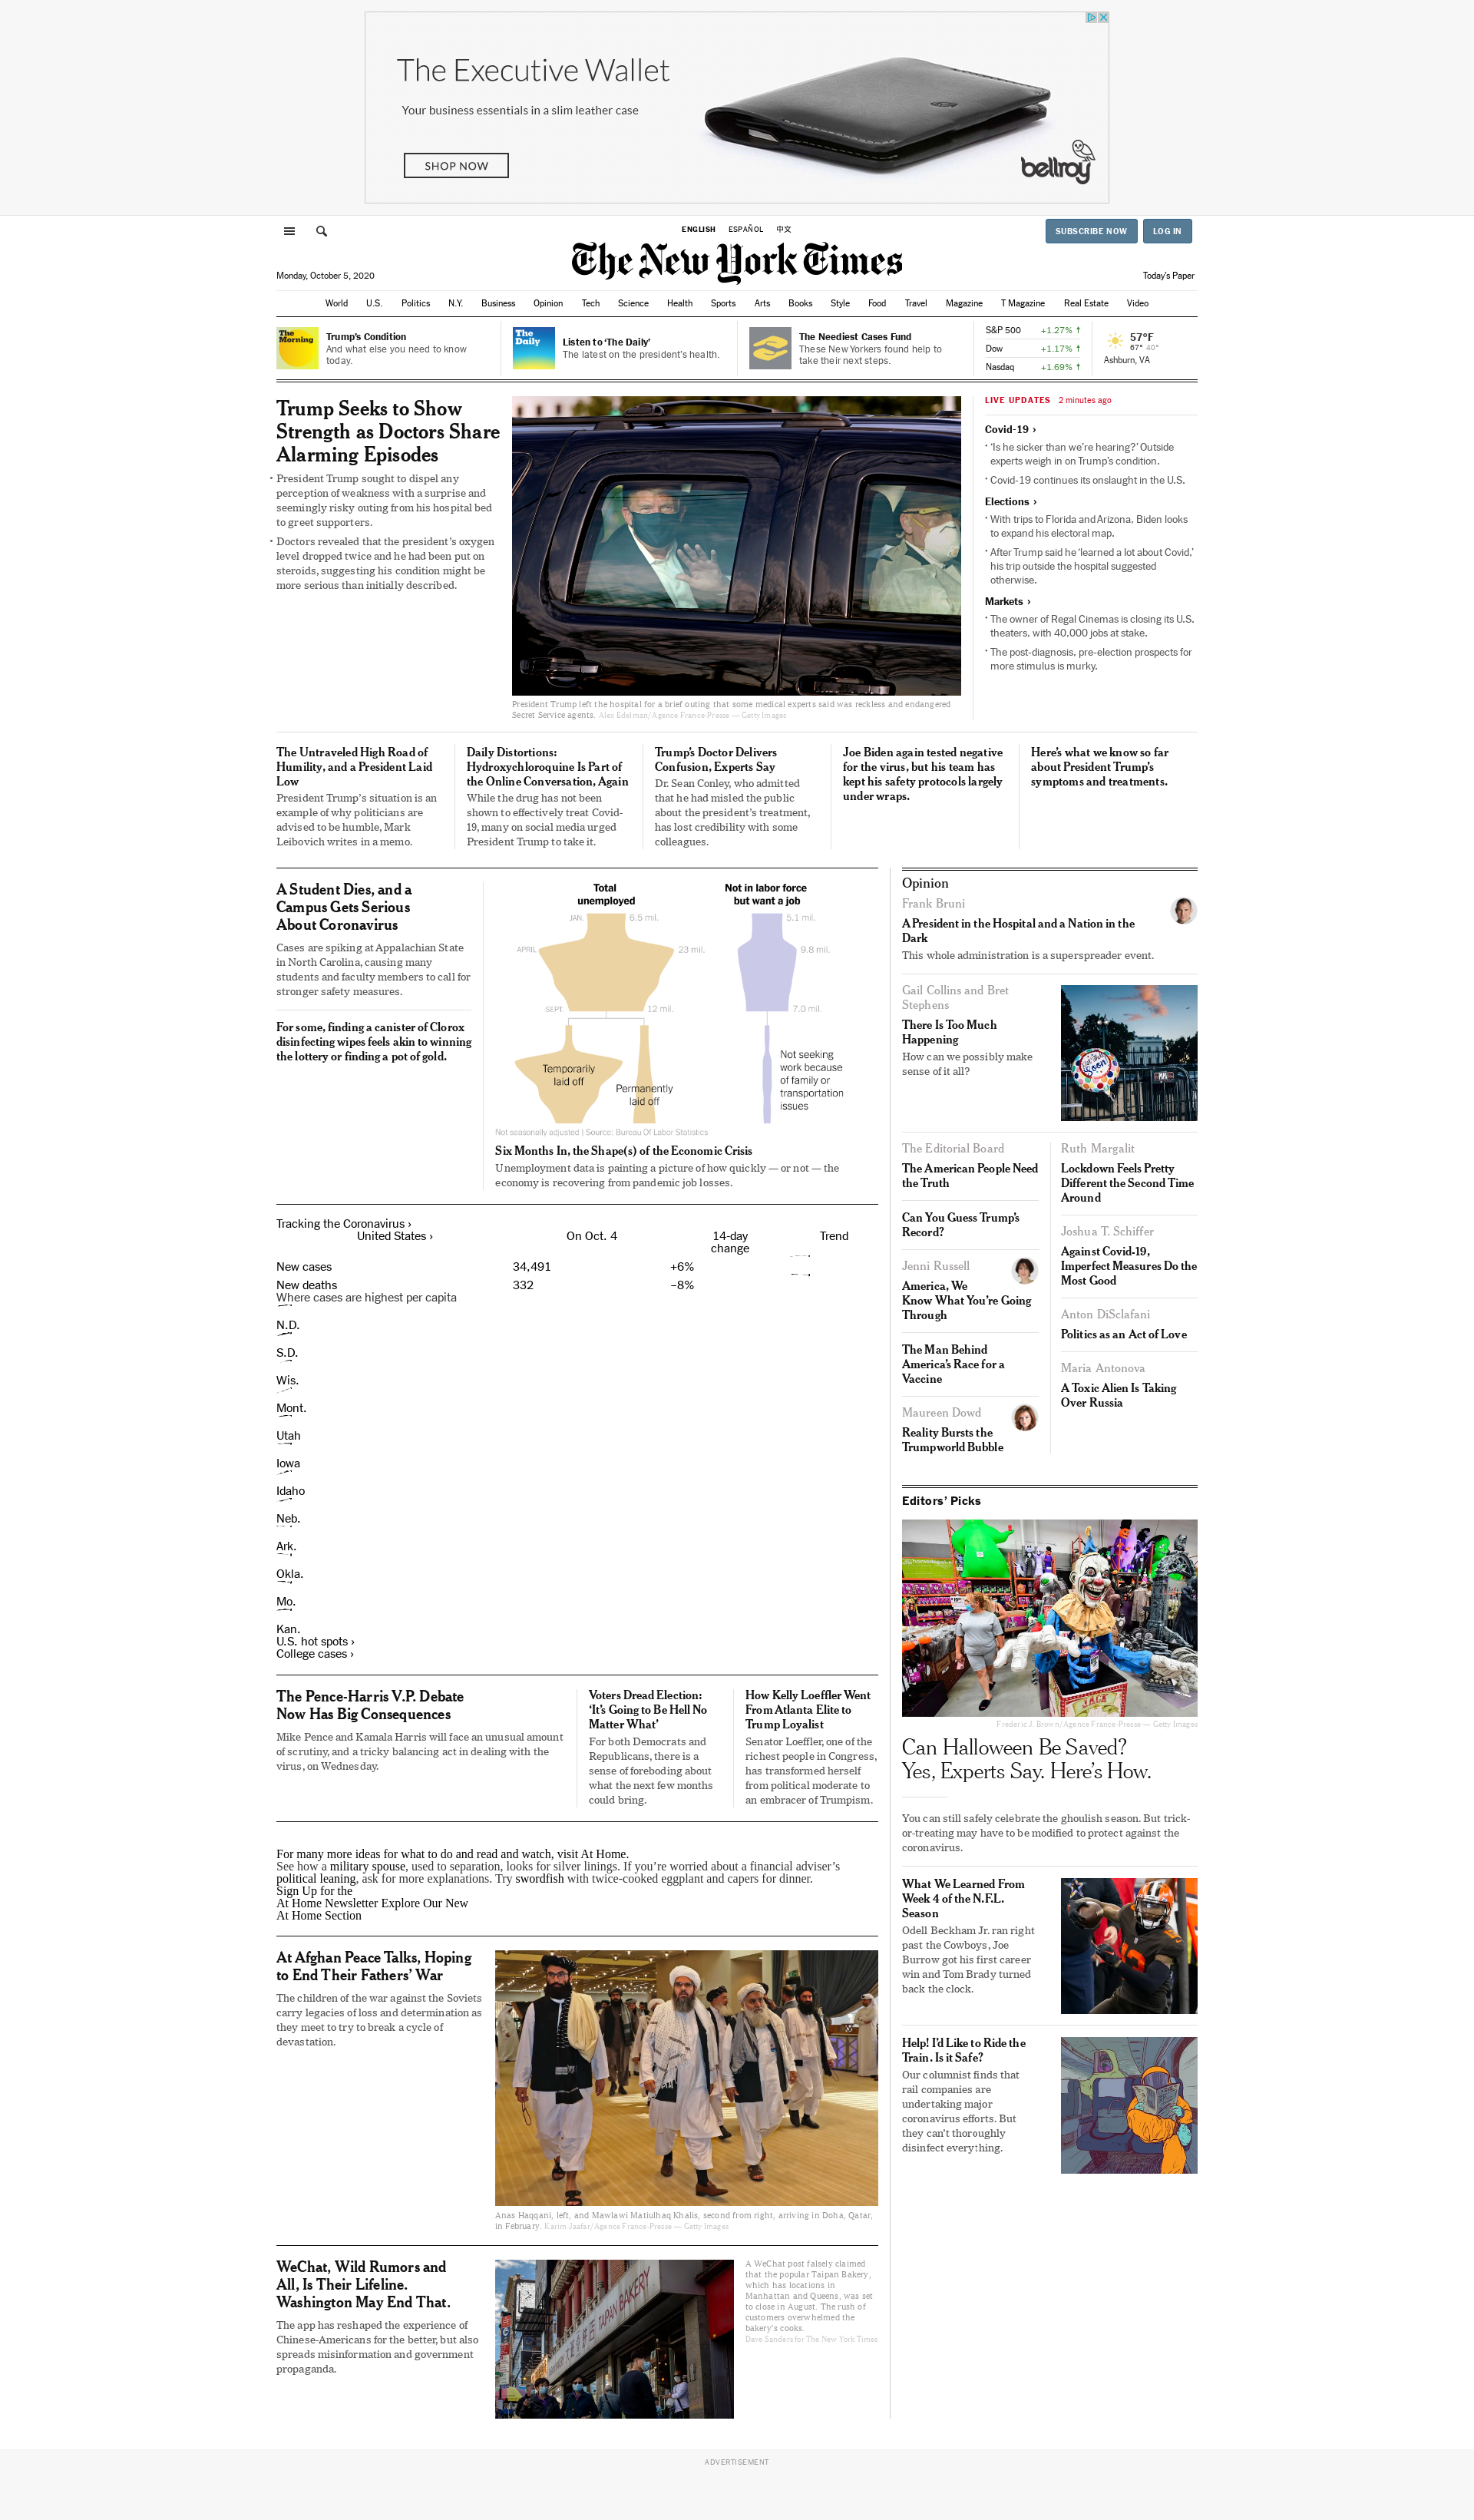 The Executive Wallet
Your business essentials in a slim leather case
SHOP NOW
bellroy
ENGLISH ESPAÑOL 中文
SUBSCRIBE NOW LOG IN
The New York Times
Monday, October 5, 2020
Today's Paper
World U.S. Politics N.Y. Business Opinion Tech Science Health Sports Arts Books Style Food Travel Magazine T Magazine Real Estate Video
The Morning
Trump's Condition
And what else you need to know
today.
The Daily
Listen to ‘The Daily’
The latest on the president's health.
The Neediest Cases Fund
These New Yorkers found help to
take their next steps.
S&P 500 +1.27% ↑
Dow +1.17% ↑
Nasdaq +1.69% ↑
57°F
67° 40°
Ashburn, VA
Trump Seeks to Show
Strength as Doctors Share
Alarming Episodes
• President Trump sought to dispel any
perception of weakness with a surprise and
seemingly risky outing from his hospital bed
to greet supporters.
• Doctors revealed that the president’s oxygen
level dropped twice and he had been put on
steroids, suggesting his condition might be
more serious than initially described.
President Trump left the hospital for a brief outing that some medical experts said was reckless and endangered
Secret Service agents. Alex Edelman/Agence France-Presse — Getty Images
LIVE UPDATES 2 minutes ago
Covid-19 ›
• ‘Is he sicker than we’re hearing?’ Outside
experts weigh in on Trump’s condition.
• Covid-19 continues its onslaught in the U.S.
Elections ›
• With trips to Florida and Arizona, Biden looks
to expand his electoral map.
• After Trump said he ‘learned a lot about Covid,’
his trip outside the hospital suggested
otherwise.
Markets ›
• The owner of Regal Cinemas is closing its U.S.
theaters, with 40,000 jobs at stake.
• The post-diagnosis, pre-election prospects for
more stimulus is murky.
The Untraveled High Road of
Humility, and a President Laid
Low
President Trump’s situation is an
example of why politicians are
advised to be humble, Mark
Leibovich writes in a memo.
Daily Distortions:
Hydroxychloroquine Is Part of
the Online Conversation, Again
While the drug has not been
shown to effectively treat Covid-
19, many on social media urged
President Trump to take it.
Trump’s Doctor Delivers
Confusion, Experts Say
Dr. Sean Conley, who admitted
that he had misled the public
about the president’s treatment,
has lost credibility with some
colleagues.
Joe Biden again tested negative
for the virus, but his team has
kept his safety protocols largely
under wraps.
Here’s what we know so far
about President Trump’s
symptoms and treatments.
A Student Dies, and a
Campus Gets Serious
About Coronavirus
Cases are spiking at Appalachian State
in North Carolina, causing many
students and faculty members to call for
stronger safety measures.
For some, finding a canister of Clorox
disinfecting wipes feels akin to winning
the lottery or finding a pot of gold.
Total
unemployed
Not in labor force
but want a job
JAN. 6.5 mil. 5.1 mil.
APRIL 23 mil. 9.8 mil.
SEPT. 12 mil. 7.0 mil.
Temporarily
laid off
Permanently
laid off
Not seeking
work because
of family or
transportation
issues
Not seasonally adjusted | Source: Bureau Of Labor Statistics
Six Months In, the Shape(s) of the Economic Crisis
Unemployment data is painting a picture of how quickly — or not — the
economy is recovering from pandemic job losses.
Tracking the Coronavirus ›
United States › On Oct. 4 14-day
change Trend
New cases 34,491 +6%
New deaths 332 –8%
Where cases are highest per capita
N.D.
S.D.
Wis.
Mont.
Utah
Iowa
Idaho
Neb.
Ark.
Okla.
Mo.
Kan.
U.S. hot spots ›
College cases ›
The Pence-Harris V.P. Debate
Now Has Big Consequences
Mike Pence and Kamala Harris will face an unusual amount
of scrutiny, and a tricky balancing act in dealing with the
virus, on Wednesday.
Voters Dread Election:
‘It’s Going to Be Hell No
Matter What’
For both Democrats and
Republicans, there is a
sense of foreboding about
what the next few months
could bring.
How Kelly Loeffler Went
From Atlanta Elite to
Trump Loyalist
Senator Loeffler, one of the
richest people in Congress,
has transformed herself
from political moderate to
an embracer of Trumpism.
For many more ideas for what to do and read and watch, visit At Home.
See how a military spouse, used to separation, looks for silver linings. If you’re worried about a financial adviser’s
political leaning, ask for more explanations. Try swordfish with twice-cooked eggplant and capers for dinner.
Sign Up for the
At Home Newsletter Explore Our New
At Home Section
At Afghan Peace Talks, Hoping
to End Their Fathers’ War
The children of the war against the Soviets
carry legacies of loss and determination as
they meet to try to break a cycle of
devastation.
Anas Haqqani, left, and Mawlawi Matiulhaq Khalis, second from right, arriving in Doha, Qatar,
in February. Karim Jaafar/Agence France-Presse — Getty Images
WeChat, Wild Rumors and
All, Is Their Lifeline.
Washington May End That.
The app has reshaped the experience of
Chinese-Americans for the better, but also
spreads misinformation and government
propaganda.
TAIPAN BAKERY
A WeChat post falsely claimed
that the popular Taipan Bakery,
which has locations in
Manhattan and Queens, was set
to close in August. The rush of
customers overwhelmed the
bakery’s cooks.
Dave Sanders for The New York Times
Opinion
Frank Bruni
A President in the Hospital and a Nation in the
Dark
This whole administration is a superspreader event.
Gail Collins and Bret
Stephens
There Is Too Much
Happening
How can we possibly make
sense of it all?
The Editorial Board
The American People Need
the Truth
Can You Guess Trump’s
Record?
Jenni Russell
America, We
Know What You’re Going
Through
The Man Behind
America’s Race for a
Vaccine
Maureen Dowd
Reality Bursts the
Trumpworld Bubble
Ruth Margalit
Lockdown Feels Pretty
Different the Second Time
Around
Joshua T. Schiffer
Against Covid-19,
Imperfect Measures Do the
Most Good
Anton DiSclafani
Politics as an Act of Love
Maria Antonova
A Toxic Alien Is Taking
Over Russia
Editors’ Picks
JACK
Frederic J. Brown/Agence France-Presse — Getty Images
Can Halloween Be Saved?
Yes, Experts Say. Here’s How.
You can still safely celebrate the ghoulish season. But trick-
or-treating may have to be modified to protect against the
coronavirus.
What We Learned From
Week 4 of the N.F.L.
Season
Odell Beckham Jr. ran right
past the Cowboys, Joe
Burrow got his first career
win and Tom Brady turned
back the clock.
Help! I’d Like to Ride the
Train. Is it Safe?
Our columnist finds that
rail companies are
undertaking major
coronavirus efforts. But
they can’t thoroughly
disinfect everything.
ADVERTISEMENT